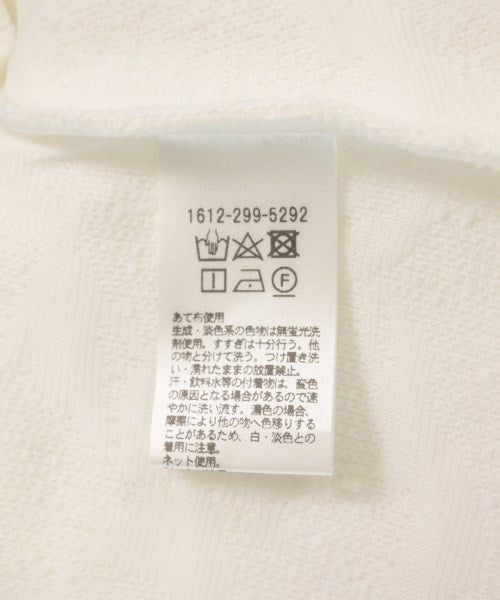 1612-299-5292
F
あて布使用
生成・淡色系の色物は無蛍光洗
剤使用。すすぎは十分行う。他
の物と分けて洗う。つけ置き洗
い・濡れたままの放置禁止。
汗・飲料水等の付着物は、変色
の原因となる場合があるので速
やかに洗い流す。濃色の場合、
摩擦により他の物へ色移りする
ことがあるため、白・淡色との
着用に注意。
ネット使用。